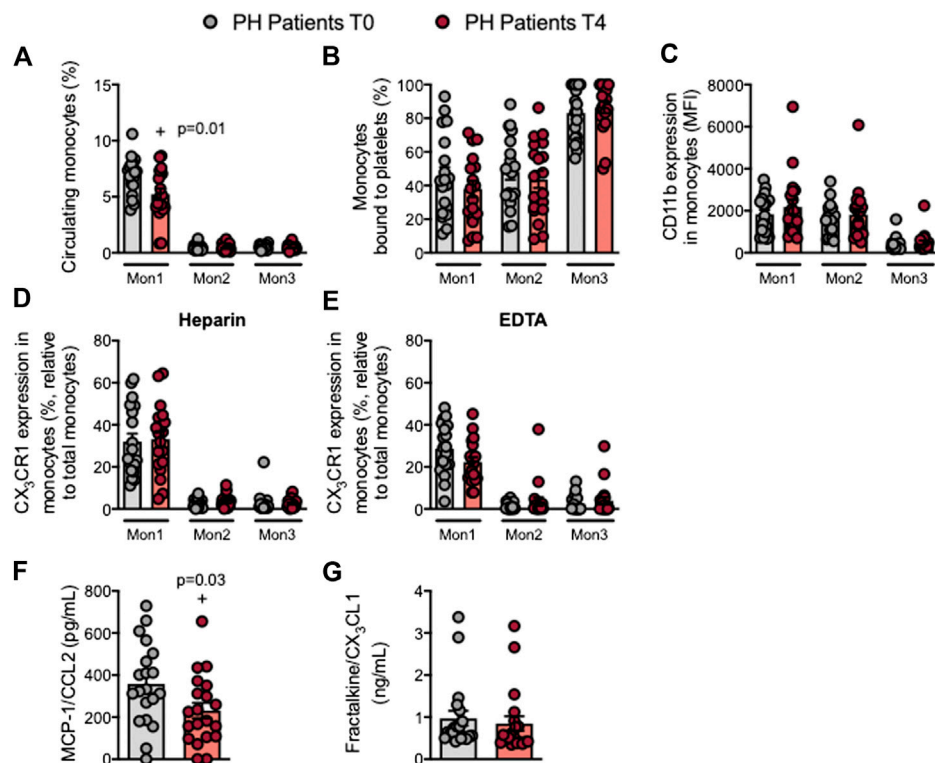 PH Patients T0 PH Patients T4
A
Circulating monocytes (%)
15
10
5
0
+ p=0.01
Mon1 Mon2 Mon3
B
Monocytes
bound to platelets (%)
100
80
60
40
20
0
Mon1 Mon2 Mon3
C
CD11b expression
in monocytes (MFI)
8000
6000
4000
2000
0
Mon1 Mon2 Mon3
D
Heparin
CX3CR1 expression in
monocytes (%, relative
to total monocytes)
80
60
40
20
0
Mon1 Mon2 Mon3
E
EDTA
CX3CR1 expression in
monocytes (%, relative
to total monocytes)
80
60
40
20
0
Mon1 Mon2 Mon3
F
MCP-1/CCL2 (pg/mL)
800
600
400
200
0
p=0.03
+
G
Fractalkine/CX3CL1
(ng/mL)
4
3
2
1
0